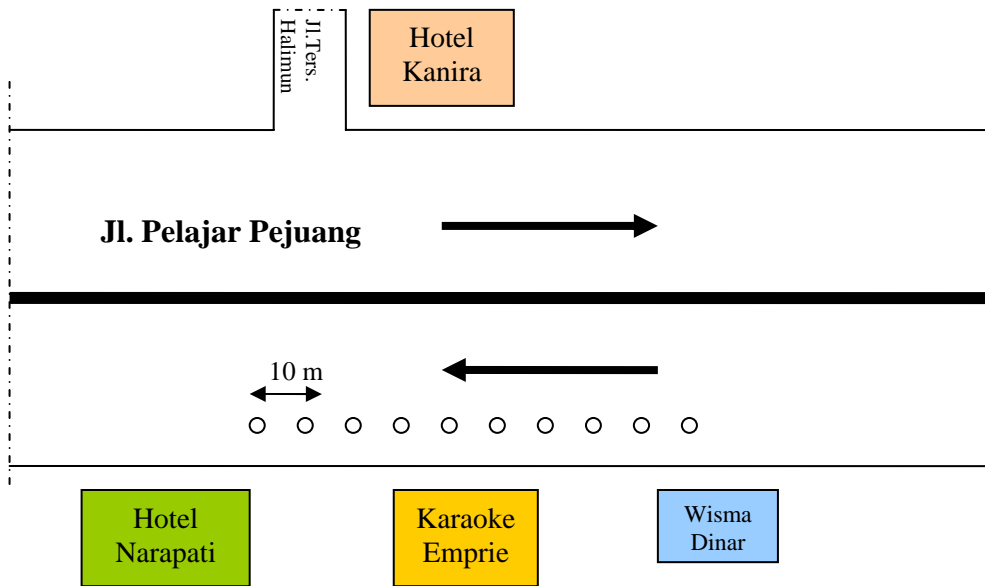 Jl.Ters.
Halimun
Hotel
Kanira
Jl. Pelajar Pejuang
10 m
Hotel
Narapati
Karaoke
Emprie
Wisma
Dinar